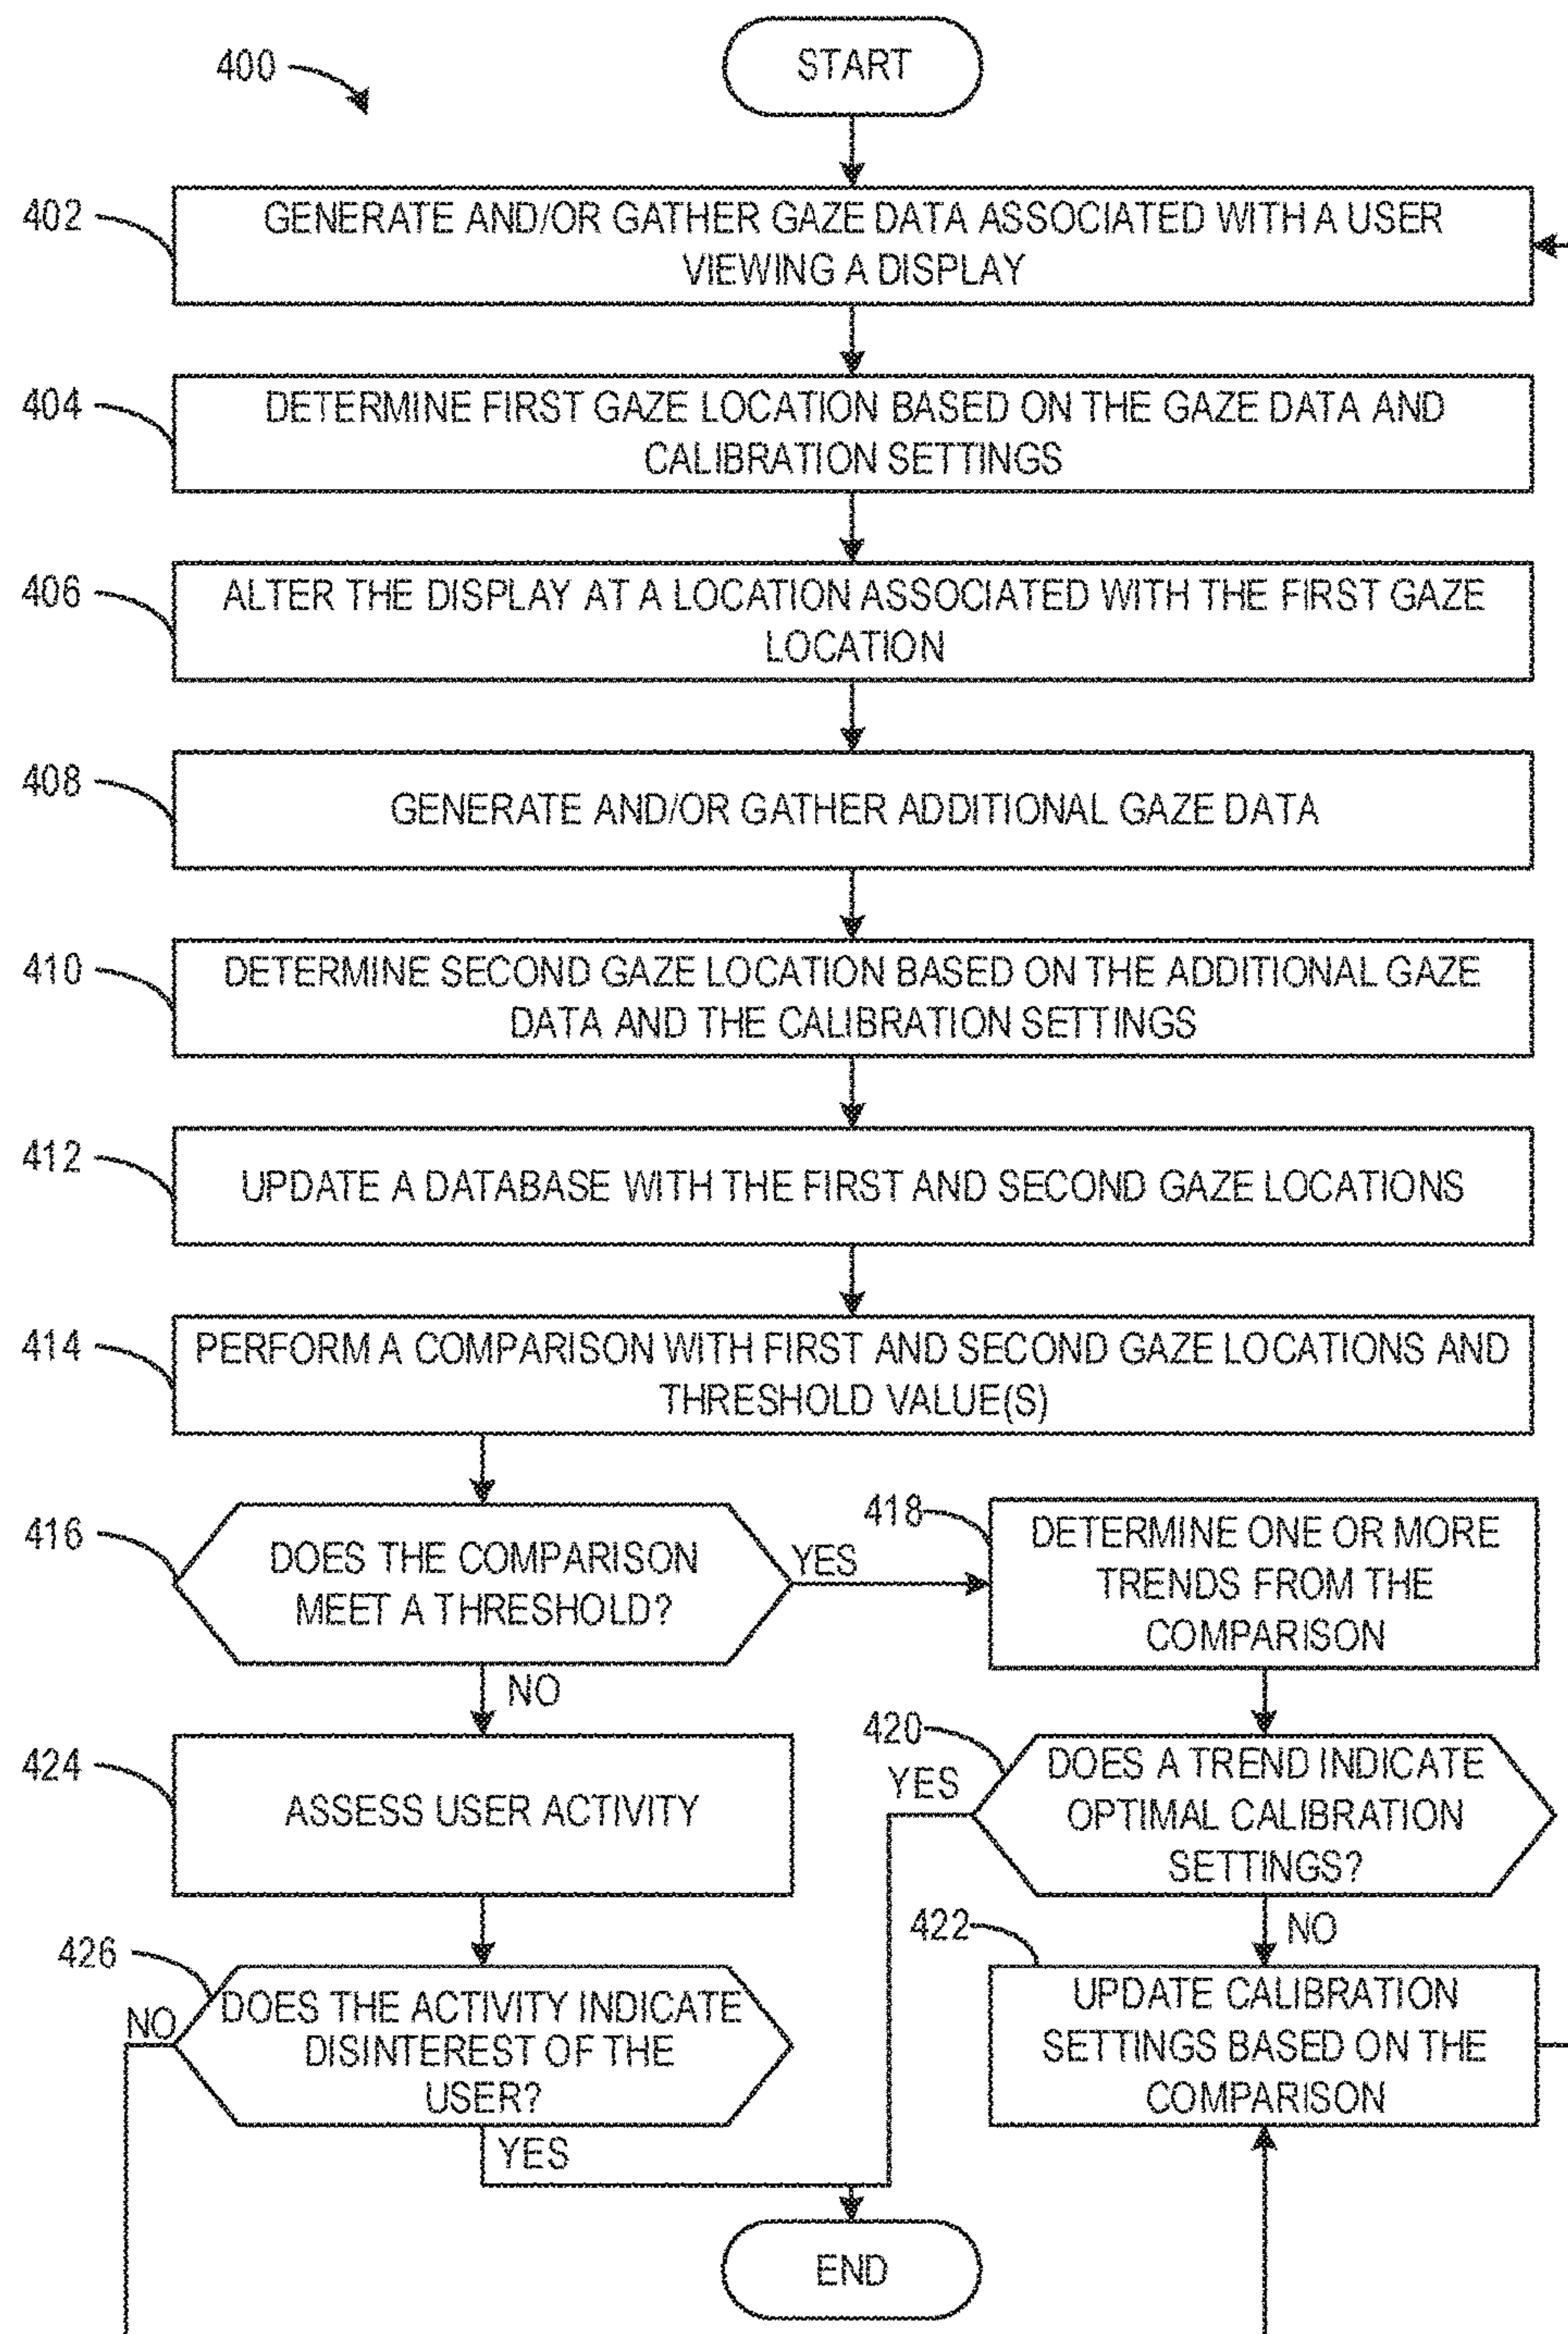 400
START
402
GENERATE AND/OR GATHER GAZE DATA ASSOCIATED WITH A USER
VIEWING A DISPLAY
404
DETERMINE FIRST GAZE LOCATION BASED ON THE GAZE DATA AND
CALIBRATION SETTINGS
406
ALTER THE DISPLAY AT A LOCATION ASSOCIATED WITH THE FIRST GAZE
LOCATION
408
GENERATE AND/OR GATHER ADDITIONAL GAZE DATA
410
DETERMINE SECOND GAZE LOCATION BASED ON THE ADDITIONAL GAZE
DATA AND THE CALIBRATION SETTINGS
412
UPDATE A DATABASE WITH THE FIRST AND SECOND GAZE LOCATIONS
414
PERFORM A COMPARISON WITH FIRST AND SECOND GAZE LOCATIONS AND
THRESHOLD VALUE(S)
416
DOES THE COMPARISON
MEET A THRESHOLD?
YES
NO
418
DETERMINE ONE OR MORE
TRENDS FROM THE
COMPARISON
420
YES
DOES A TREND INDICATE
OPTIMAL CALIBRATION
SETTINGS?
NO
424
ASSESS USER ACTIVITY
422
UPDATE CALIBRATION
SETTINGS BASED ON THE
COMPARISON
426
NO
DOES THE ACTIVITY INDICATE
DISINTEREST OF THE
USER?
YES
END